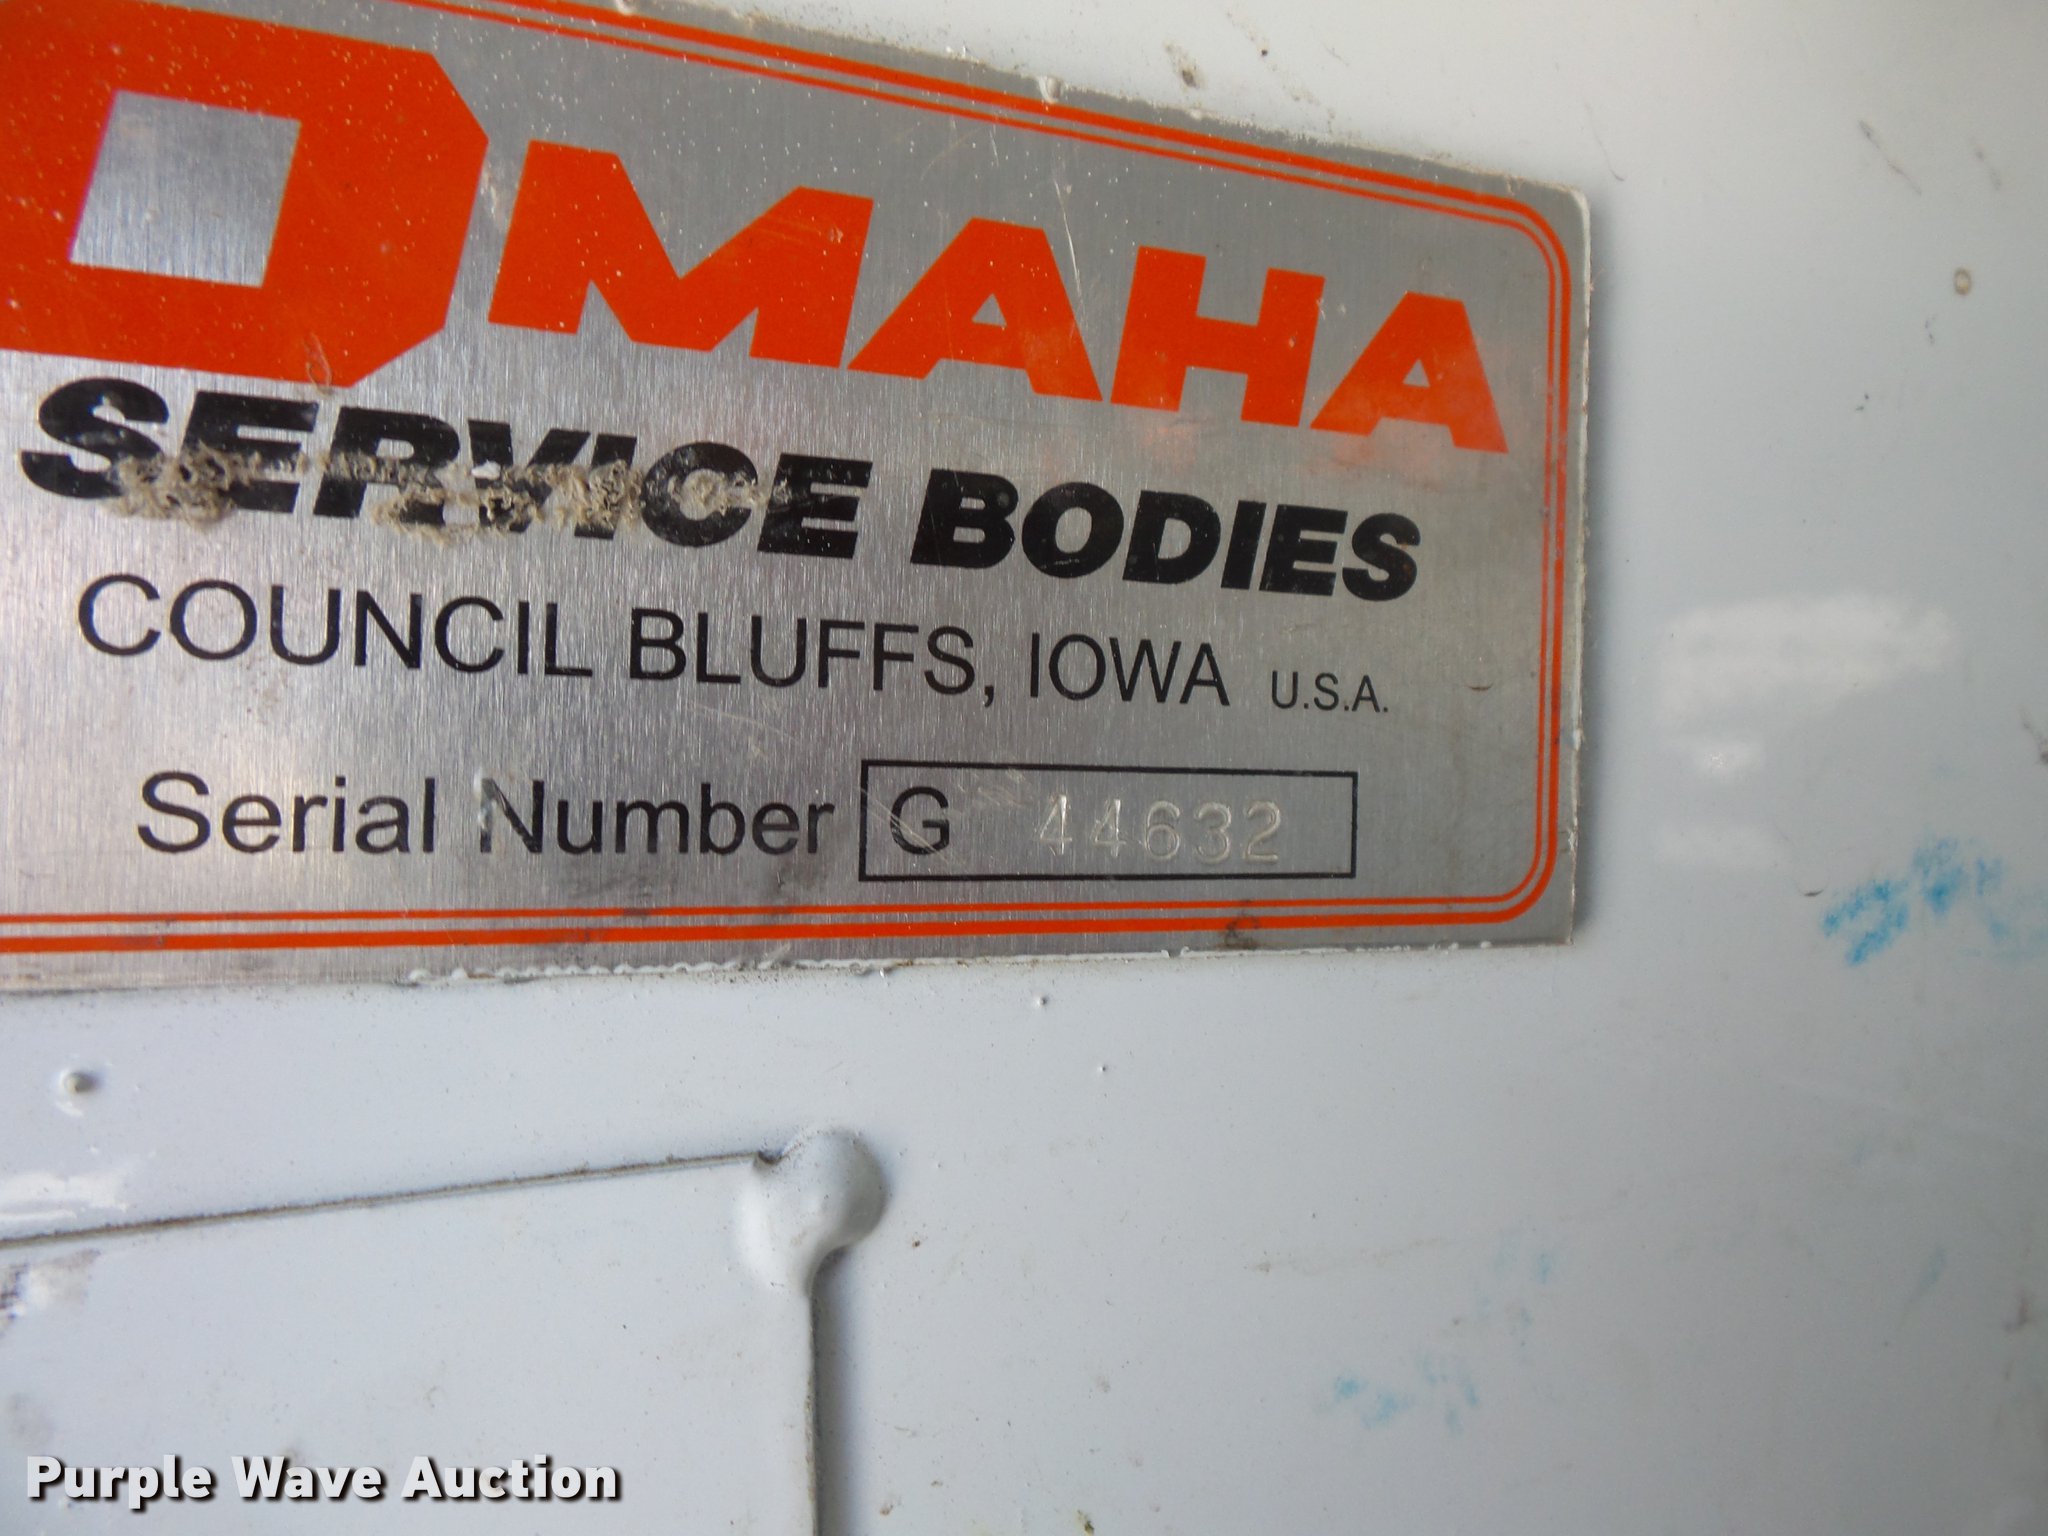 OMAHA
SERVICE BODIES
COUNCIL BLUFFS, IOWA U.S.A.
Serial Number G 44632
Purple Wave Auction